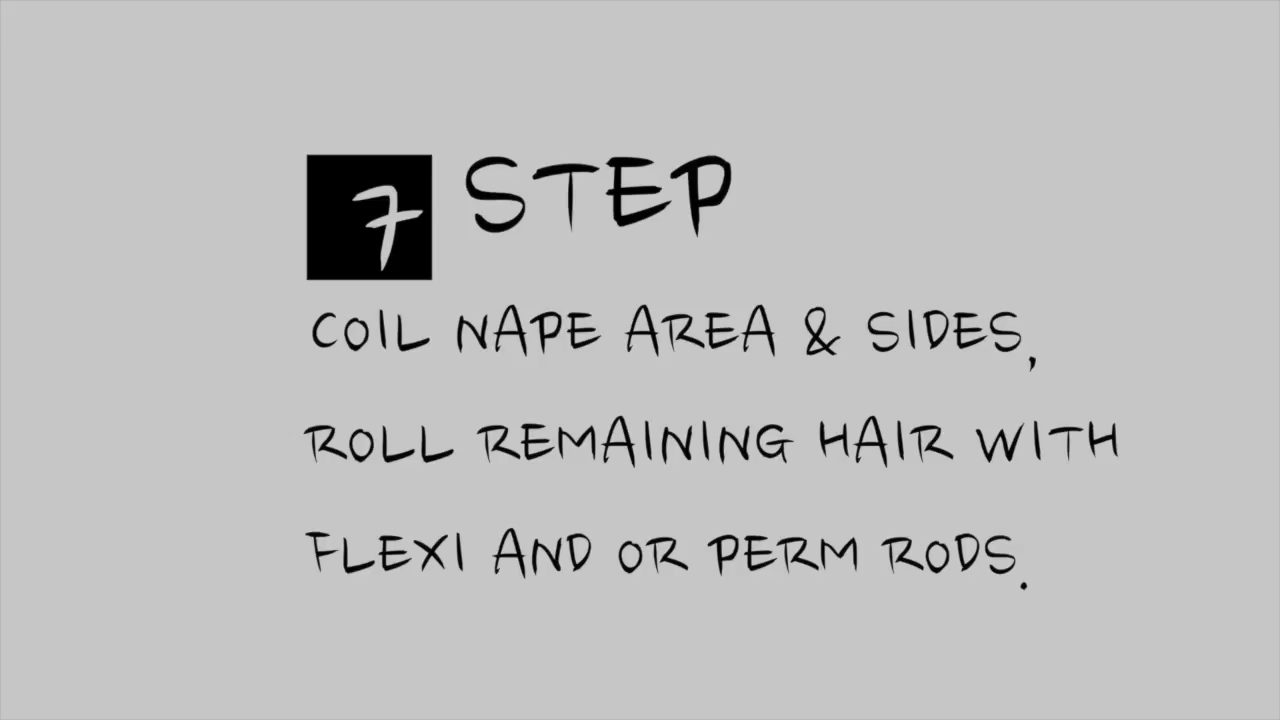 7 STEP
COIL NAPE AREA & SIDES,
ROLL REMAINING HAIR WITH
FLEXI AND OR PERM RODS.